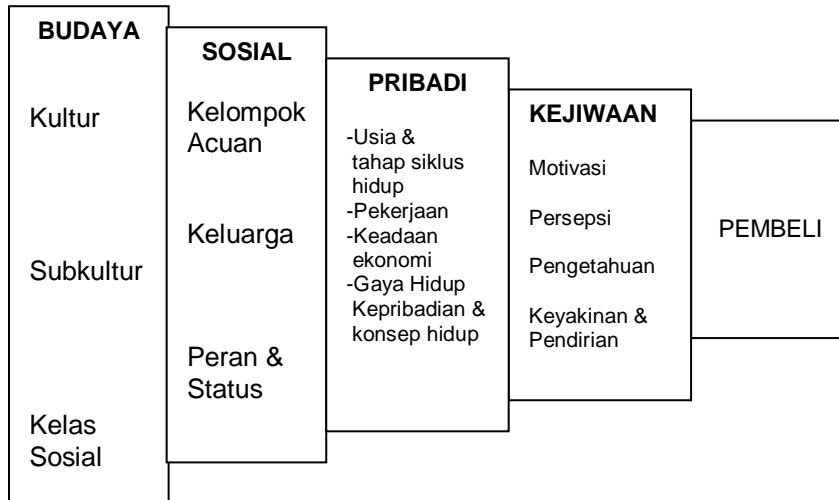 BUDAYA
Kultur
Subkultur
Kelas
Sosial
SOSIAL
Kelompok
Acuan
Keluarga
Peran &
Status
PRIBADI
-Usia &
tahap siklus
hidup
-Pekerjaan
-Keadaan
ekonomi
-Gaya Hidup
Kepribadian &
konsep hidup
KEJIWAAN
Motivasi
Persepsi
Pengetahuan
Keyakinan &
Pendirian
PEMBELI